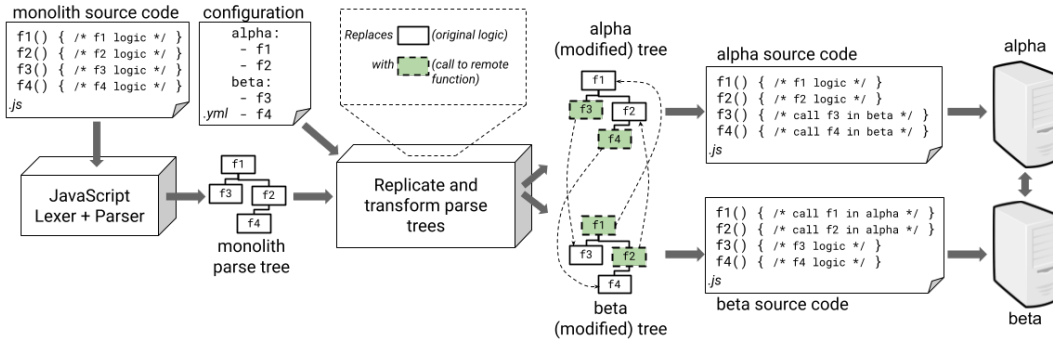 monolith source code
f1() { /* f1 logic */ }
f2() { /* f2 logic */ }
f3() { /* f3 logic */ }
f4() { /* f4 logic */ }
.js
configuration
alpha:
- f1
- f2
beta:
- f3
- f4
.yml
Replaces (original logic)
with (call to remote
function)
JavaScript
Lexer + Parser
f1
f3 f2
f4
monolith
parse tree
Replicate and
transform parse
trees
alpha
(modified) tree
f1
f3 f2
f4
f1
f3 f2
f4
beta
(modified) tree
alpha source code
f1() { /* f1 logic */ }
f2() { /* f2 logic */ }
f3() { /* call f3 in beta */ }
f4() { /* call f4 in beta */ }
.js
f1() { /* call f1 in alpha */ }
f2() { /* call f2 in alpha */ }
f3() { /* f3 logic */ }
f4() { /* f4 logic */ }
.js
beta source code
alpha
beta